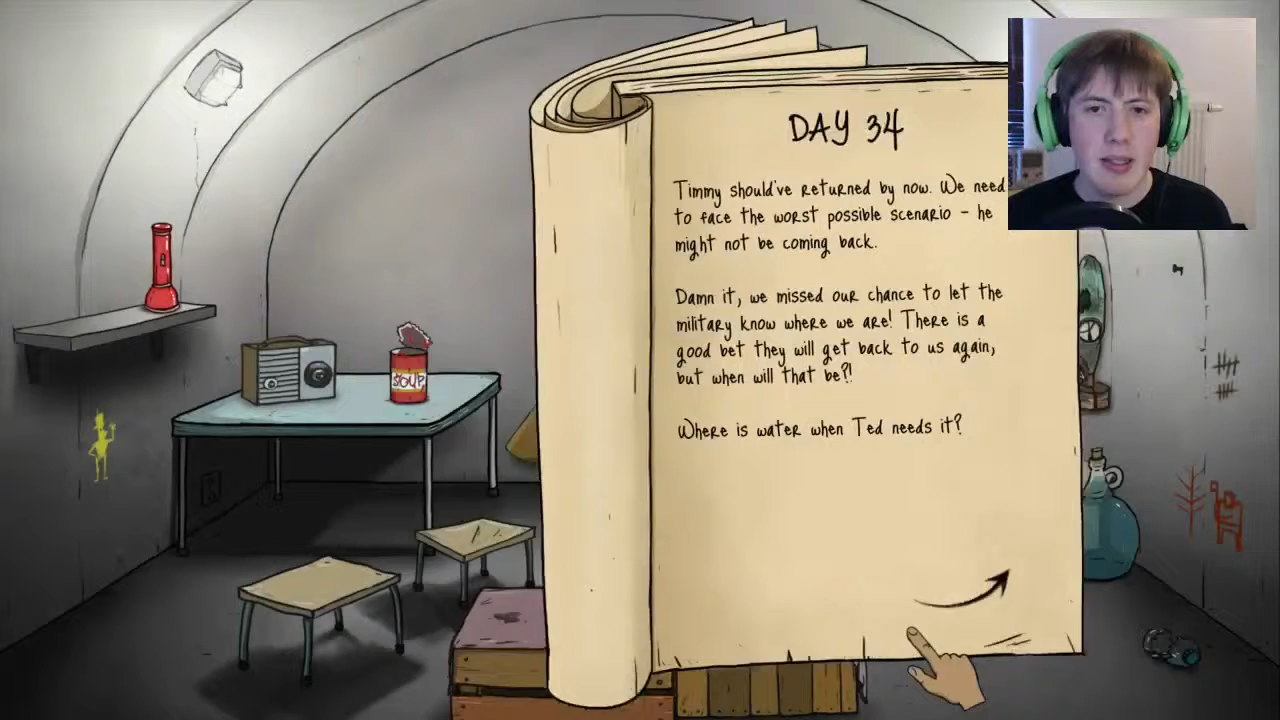 DAY 34
Timmy should've returned by now. We need
to face the worst possible scenario - he
might not be coming back.
Damn it, we missed our chance to let the
military know where we are! There is a
good bet they will get back to us again,
but when will that be?!
Where is water when Ted needs it?
SOUP